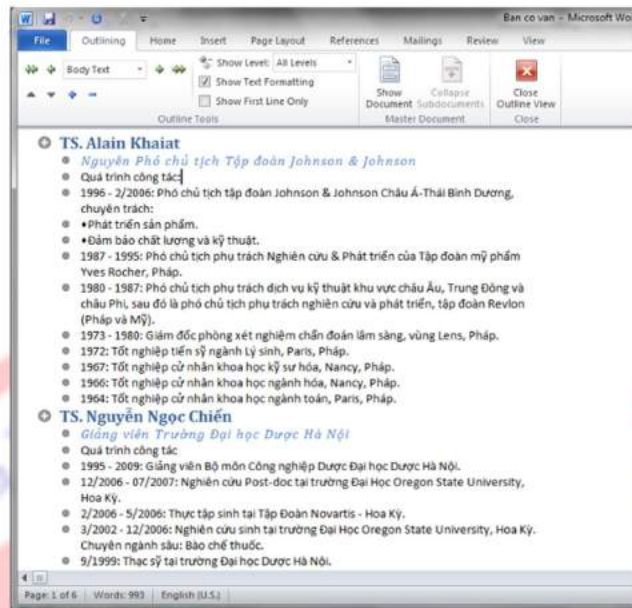 Ban co van - Microsoft Wor
File Outlining Home Insert Page Layout References Mailings Review View
Body Text
Show Level: All Levels
Show Text Formatting
Show First Line Only
Show Document
Collapse Subdocuments
Close Outline View
Outline Tools
Master Document
Close
TS. Alain Khaiat
Nguyên Phó chủ tịch Tập đoàn Johnson & Johnson
Quá trình công tác:
1996 - 2/2006: Phó chủ tịch tập đoàn Johnson & Johnson Châu Á-Thái Bình Dương,
chuyên trách:
•Phát triển sản phẩm.
•Đảm bảo chất lượng và kỹ thuật.
1987 - 1995: Phó chủ tịch phụ trách Nghiên cứu & Phát triển của Tập đoàn mỹ phẩm
Yves Rocher, Pháp.
1980 - 1987: Phó chủ tịch phụ trách dịch vụ kỹ thuật khu vực châu Âu, Trung Đông và
châu Phi, sau đó là phó chủ tịch phụ trách nghiên cứu và phát triển, tập đoàn Revlon
(Pháp và Mỹ).
1973 - 1980: Giám đốc phòng xét nghiệm chẩn đoán lâm sàng, vùng Lens, Pháp.
1972: Tốt nghiệp tiến sỹ ngành Lý sinh, Paris, Pháp.
1967: Tốt nghiệp cử nhân khoa học kỹ sư hóa, Nancy, Pháp.
1966: Tốt nghiệp cử nhân khoa học ngành hóa, Nancy, Pháp.
1964: Tốt nghiệp cử nhân khoa học ngành toán, Paris, Pháp.
TS. Nguyễn Ngọc Chiến
Giảng viên Trường Đại học Dược Hà Nội
Quá trình công tác
1995 - 2009: Giảng viên Bộ môn Công nghiệp Dược Đại học Dược Hà Nội.
12/2006 - 07/2007: Nghiên cứu Post-doc tại trường Đại Học Oregon State University,
Hoa Kỳ.
2/2006 - 5/2006: Thực tập sinh tại Tập Đoàn Novartis - Hoa Kỳ.
3/2002 - 12/2006: Nghiên cứu sinh tại trường Đại Học Oregon State University, Hoa Kỳ.
Chuyên ngành sâu: Bào chế thuốc.
9/1999: Thạc sỹ tại trường Đại học Dược Hà Nội.
Page: 1 of 6 Words: 993 English (U.S.)